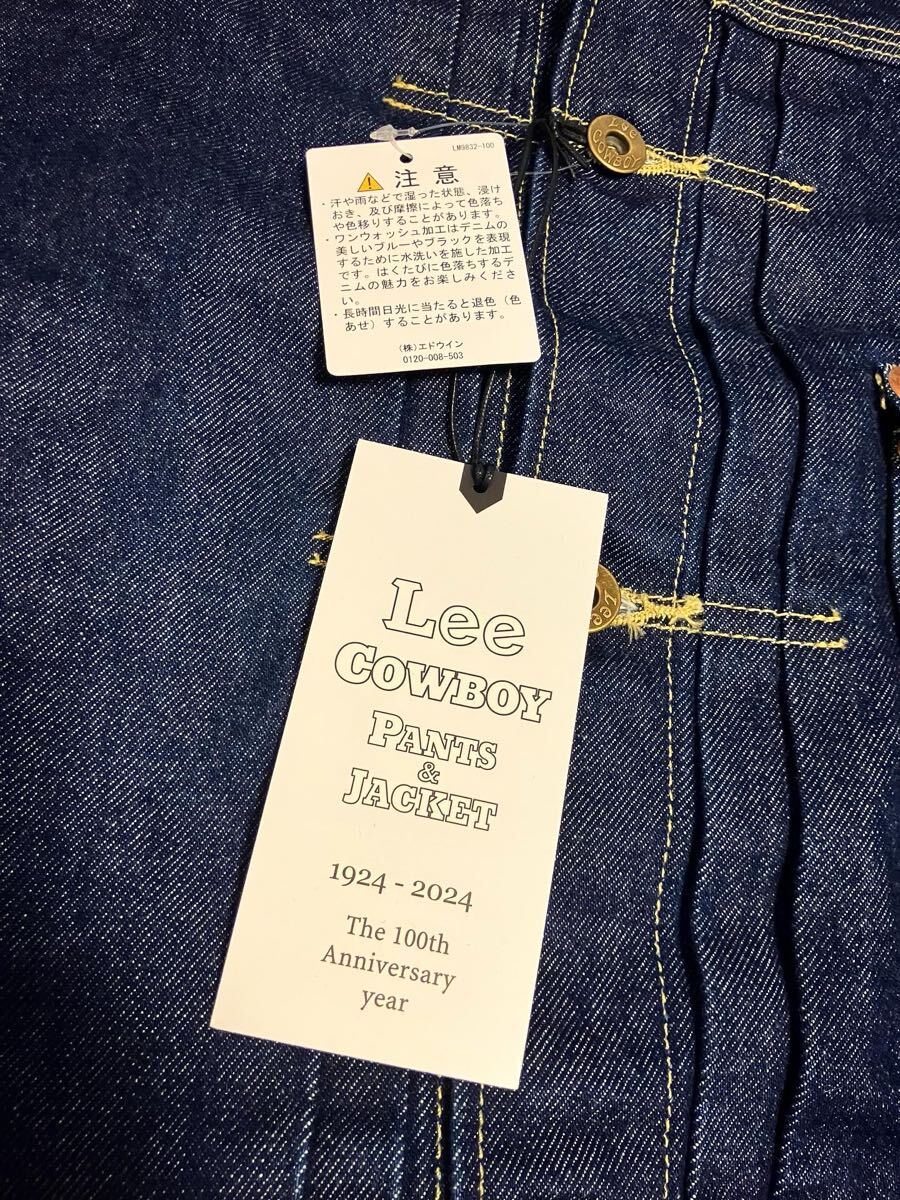 Lee
COWBOY
LM9832-100
⚠ 注意
・汗や雨などで湿った状態、浸け
おき、及び摩擦によって色落ち
や色移りすることがあります。
・ワンウォッシュ加工はデニムの
美しいブルーやブラックを表現
するために水洗いを施した加工
です。はくたびに色落ちするデ
ニムの魅力をお楽しみくださ
い。
・長時間日光に当たると退色（色
あせ）することがあります。
(株)エドウイン
0120-008-503
Lee
COWBOY
PANTS
&
JACKET
1924 - 2024
The 100th
Anniversary
year
Lee